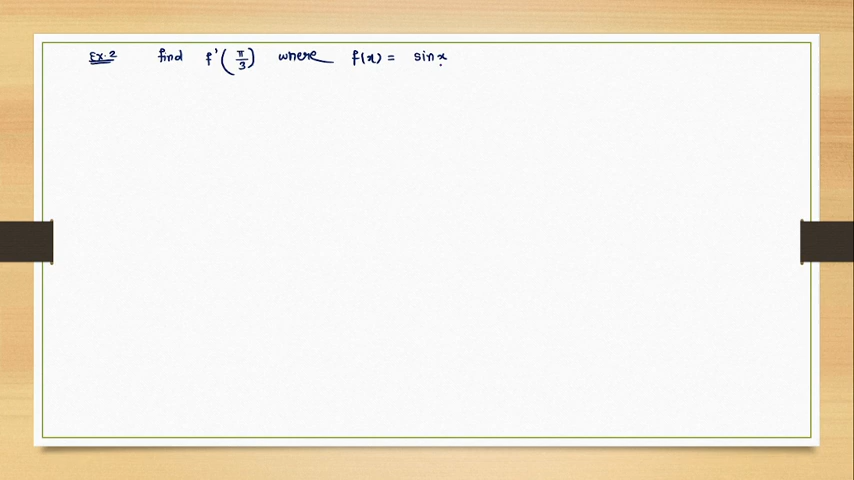 Ex. 2 find f'(π/3) where f(x) = sin x